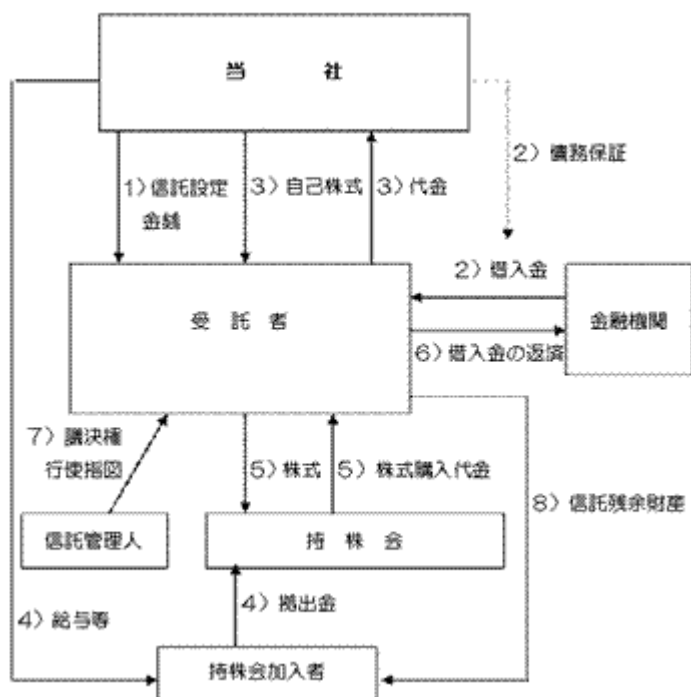 当 社
2）債務保証
1）信託設定
金銭
3）自己株式
3）代金
2）借入金
受 託 者
金融機関
6）借入金の返済
7）議決権
行使指図
5）株式
5）株式購入代金
8）信託残余財産
信託管理人
持 株 会
4）拠出金
4）給与等
持株会加入者